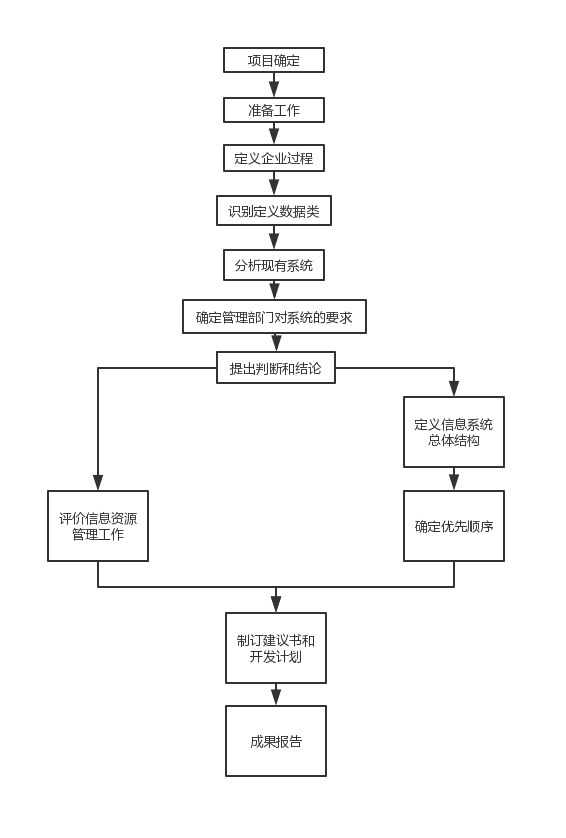 项目确定
准备工作
定义企业过程
识别定义数据类
分析现有系统
确定管理部门对系统的要求
提出判断和结论
定义信息系统
总体结构
评价信息资源
管理工作
确定优先顺序
制订建议书和
开发计划
成果报告